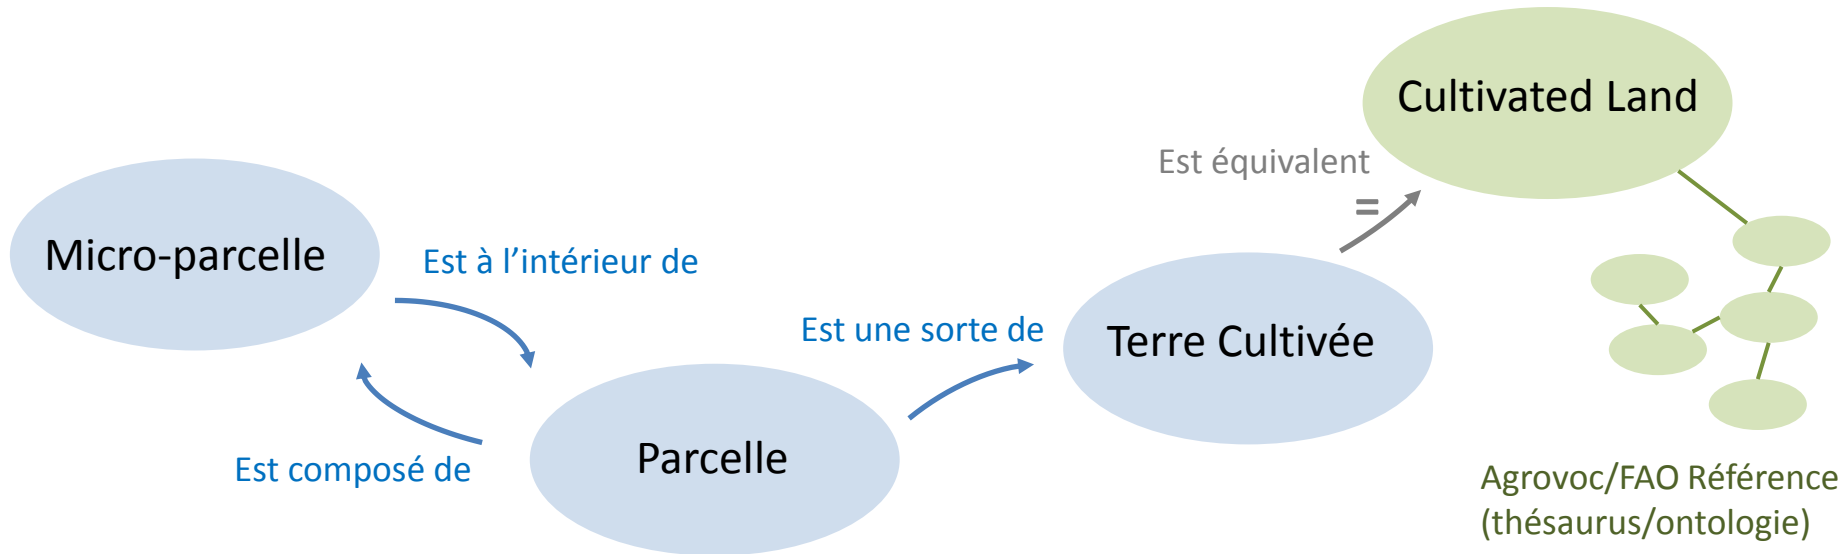 Cultivated Land
Est équivalent
=
Micro-parcelle
Est à l’intérieur de
Est une sorte de
Terre Cultivée
Est composé de
Parcelle
Agrovoc/FAO Référence
(thésaurus/ontologie)